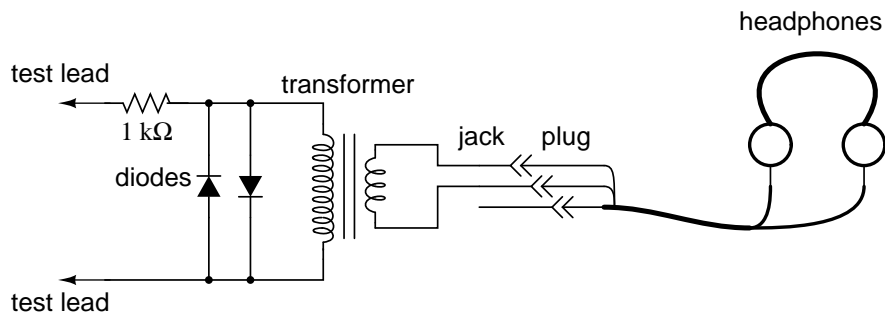 headphones
test lead
transformer
1 kΩ
jack
plug
diodes
test lead